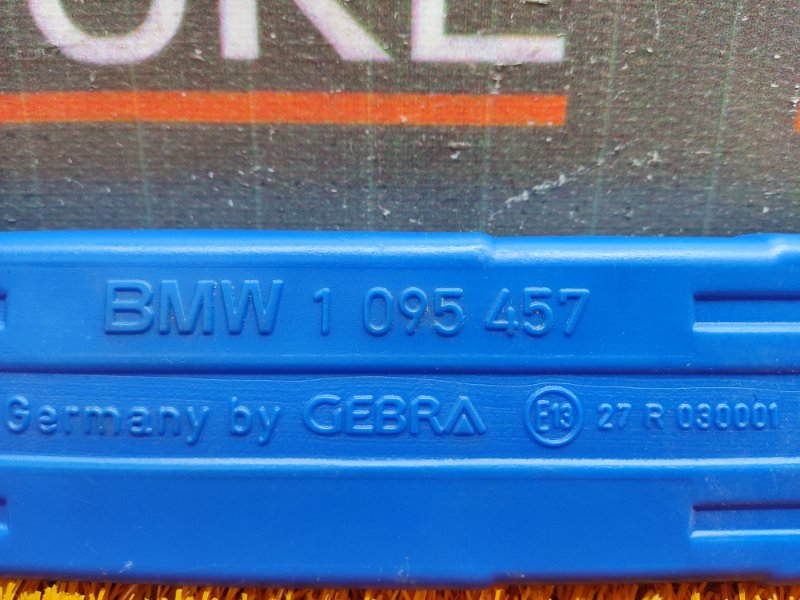 BMW 1 095 457
Germany by GEBRA E13 27 R 030001